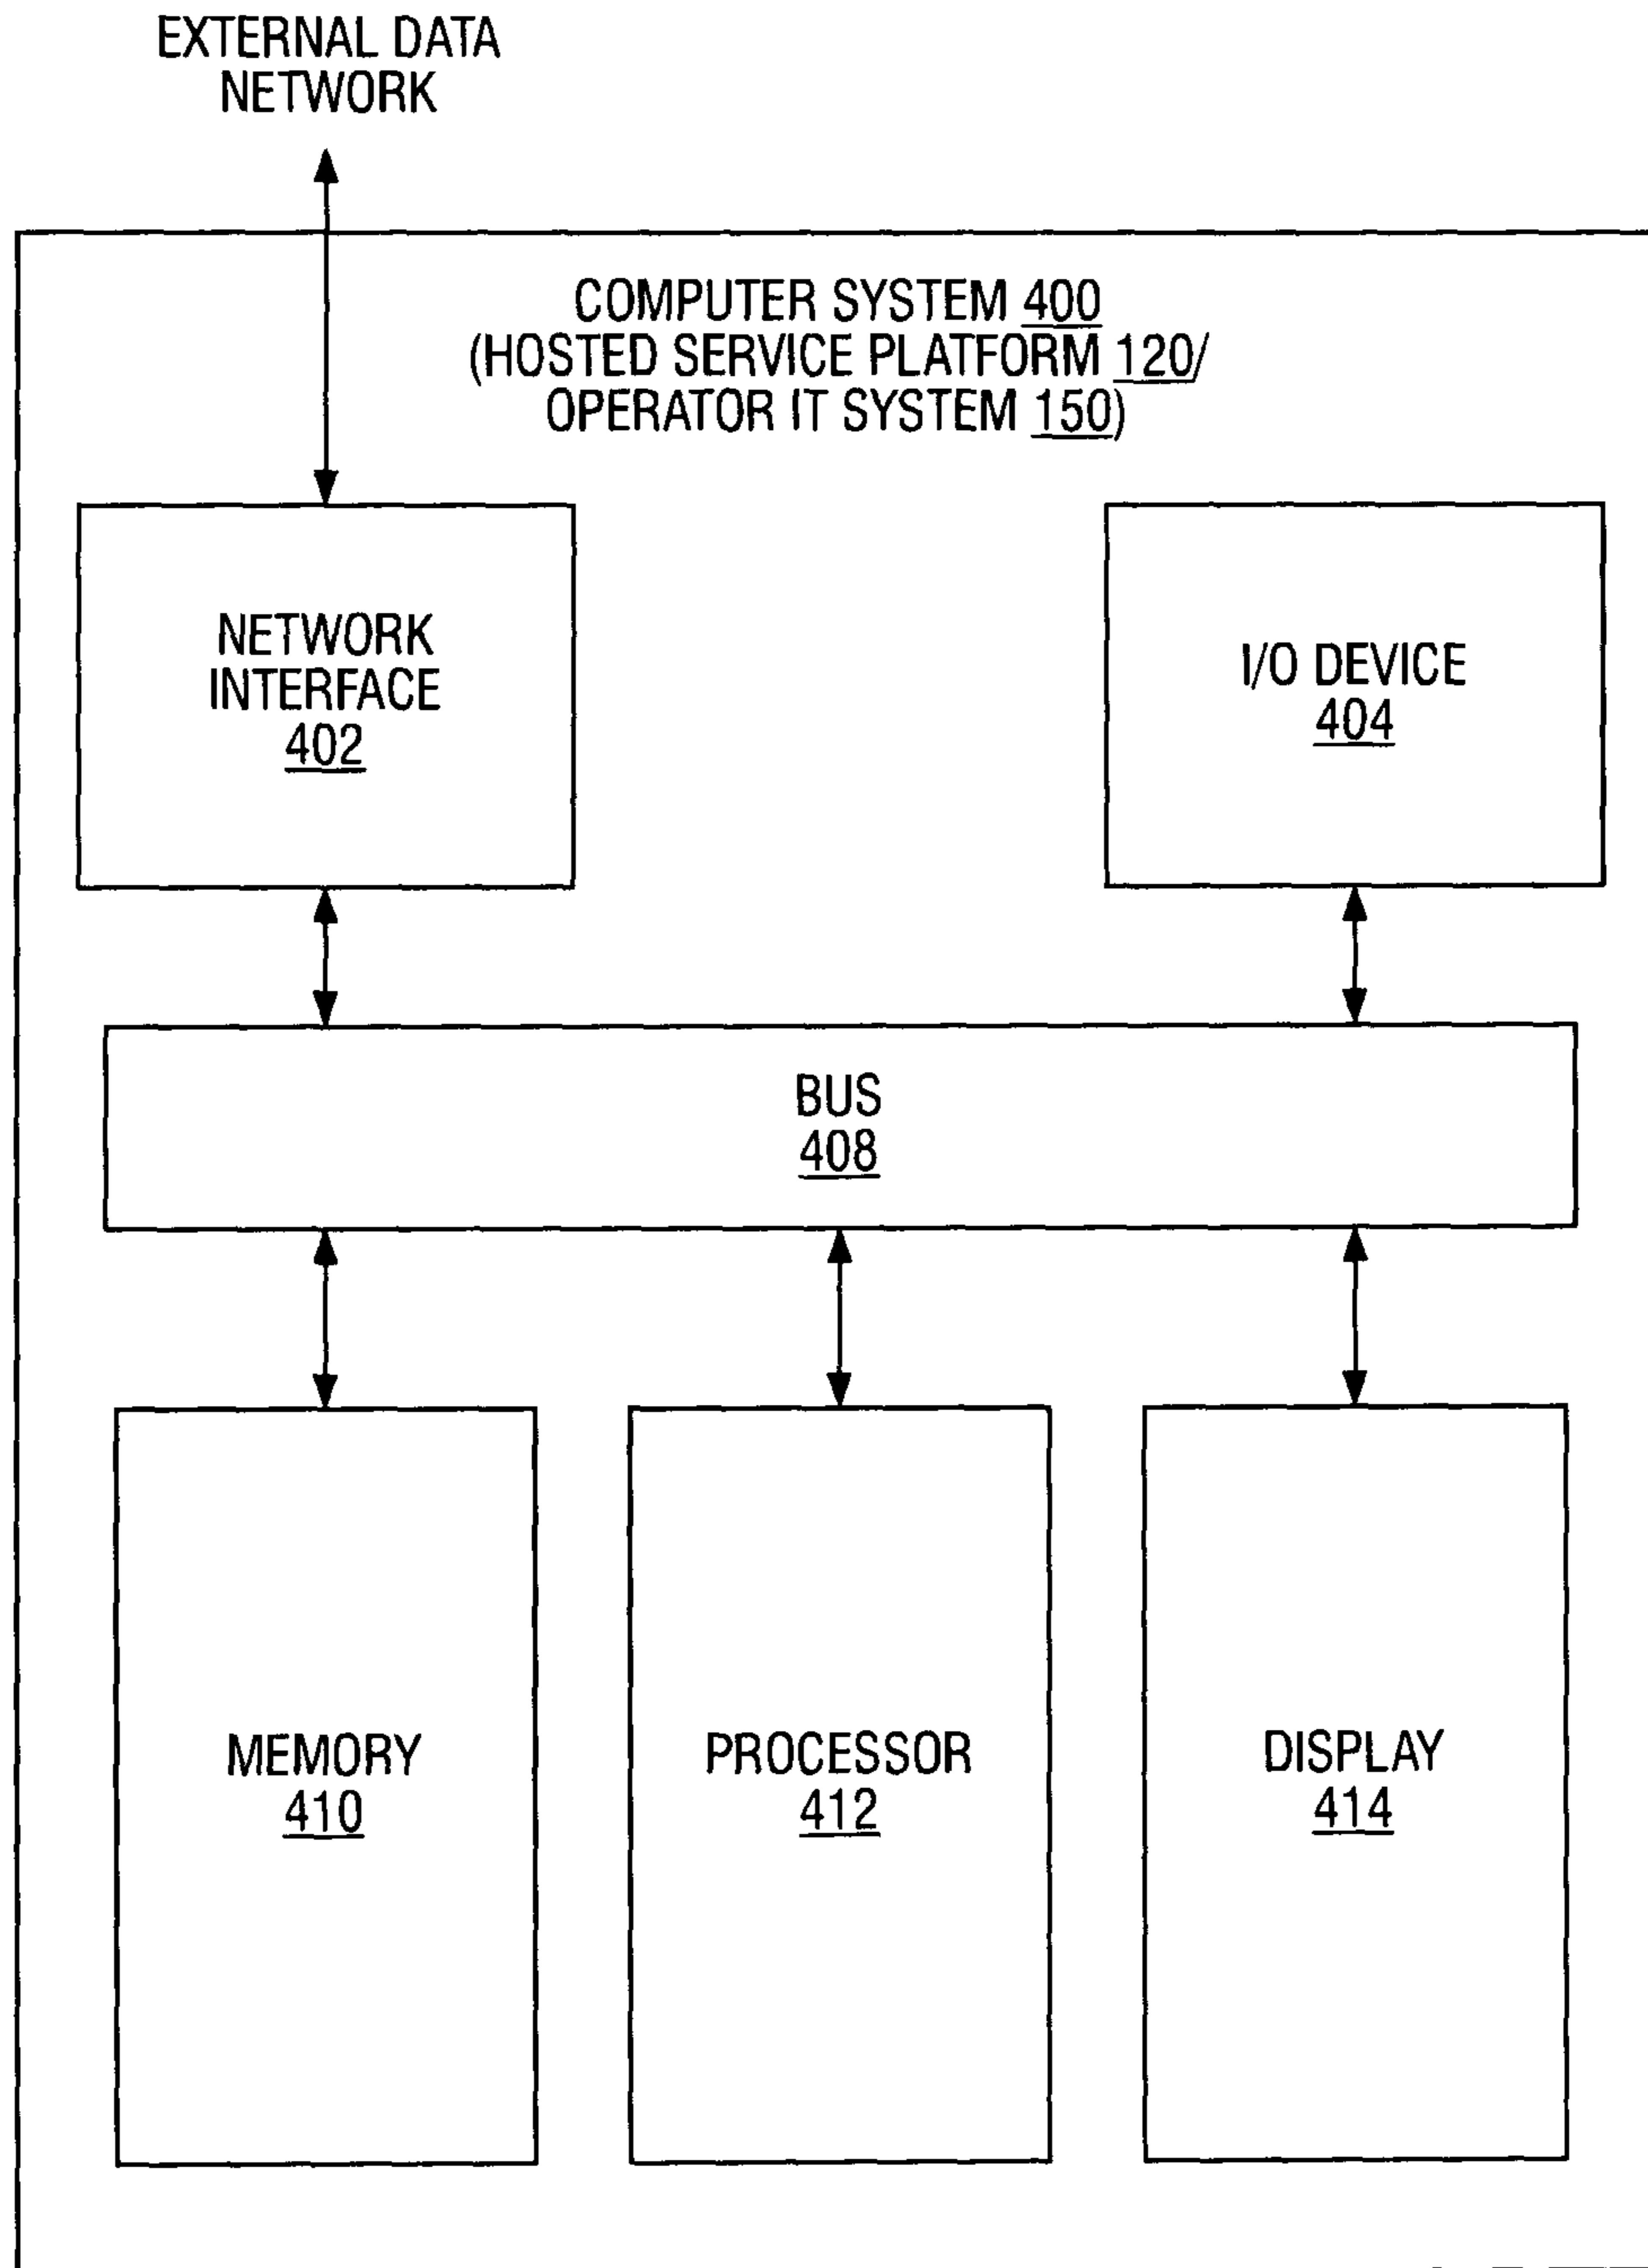 EXTERNAL DATA
NETWORK
COMPUTER SYSTEM 400
(HOSTED SERVICE PLATFORM 120/
OPERATOR IT SYSTEM 150)
NETWORK
INTERFACE
402
I/O DEVICE
404
BUS
408
MEMORY
410
PROCESSOR
412
DISPLAY
414